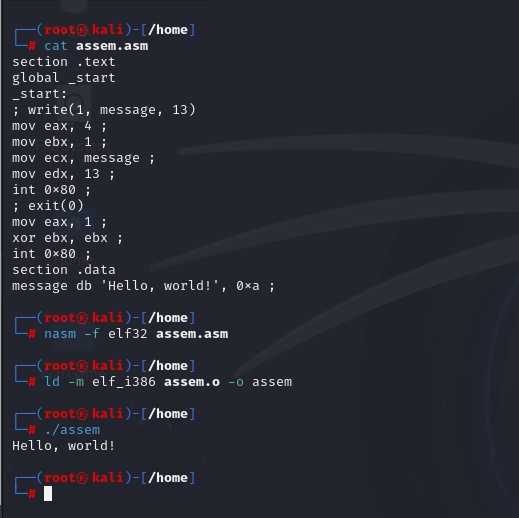 ┌──(root㉿kali)-[/home]
└─# cat assem.asm
section .text
global _start
_start:
; write(1, message, 13)
mov eax, 4 ;
mov ebx, 1 ;
mov ecx, message ;
mov edx, 13 ;
int 0×80 ;
; exit(0)
mov eax, 1 ;
xor ebx, ebx ;
int 0×80 ;
section .data
message db 'Hello, world!', 0×a ;
┌──(root㉿kali)-[/home]
└─# nasm -f elf32 assem.asm
┌──(root㉿kali)-[/home]
└─# ld -m elf_i386 assem.o -o assem
┌──(root㉿kali)-[/home]
└─# ./assem
Hello, world!
┌──(root㉿kali)-[/home]
└─#